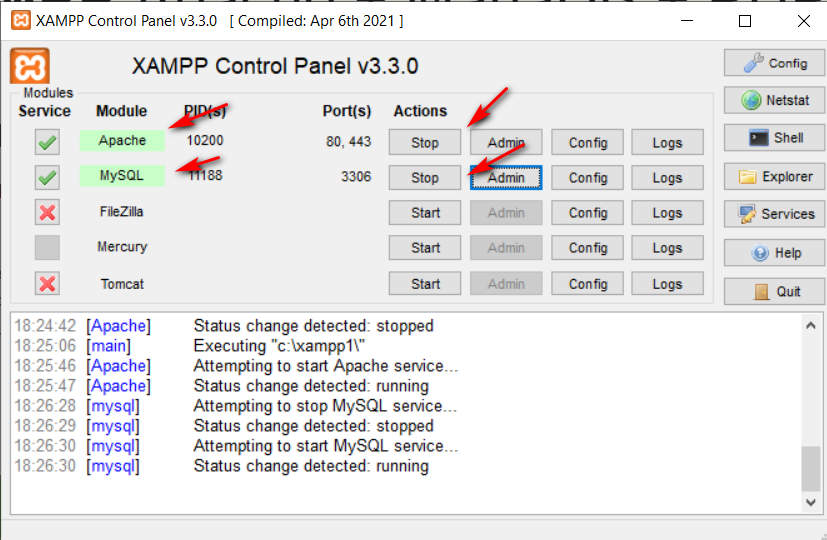 XAMPP Control Panel v3.3.0 [ Compiled: Apr 6th 2021 ]
XAMPP Control Panel v3.3.0
Config
Modules
Service Module PID(s) Port(s) Actions
Netstat
Apache 10200 80, 443 Stop Admin Config Logs
Shell
MySQL 11188 3306 Stop Admin Config Logs
Explorer
FileZilla Start Admin Config Logs
Services
Mercury Start Admin Config Logs
Help
Tomcat Start Admin Config Logs
Quit
18:24:42 [Apache] Status change detected: stopped
18:25:06 [main] Executing "c:\xampp1\"
18:25:46 [Apache] Attempting to start Apache service...
18:25:47 [Apache] Status change detected: running
18:26:28 [mysql] Attempting to stop MySQL service...
18:26:29 [mysql] Status change detected: stopped
18:26:30 [mysql] Attempting to start MySQL service...
18:26:30 [mysql] Status change detected: running